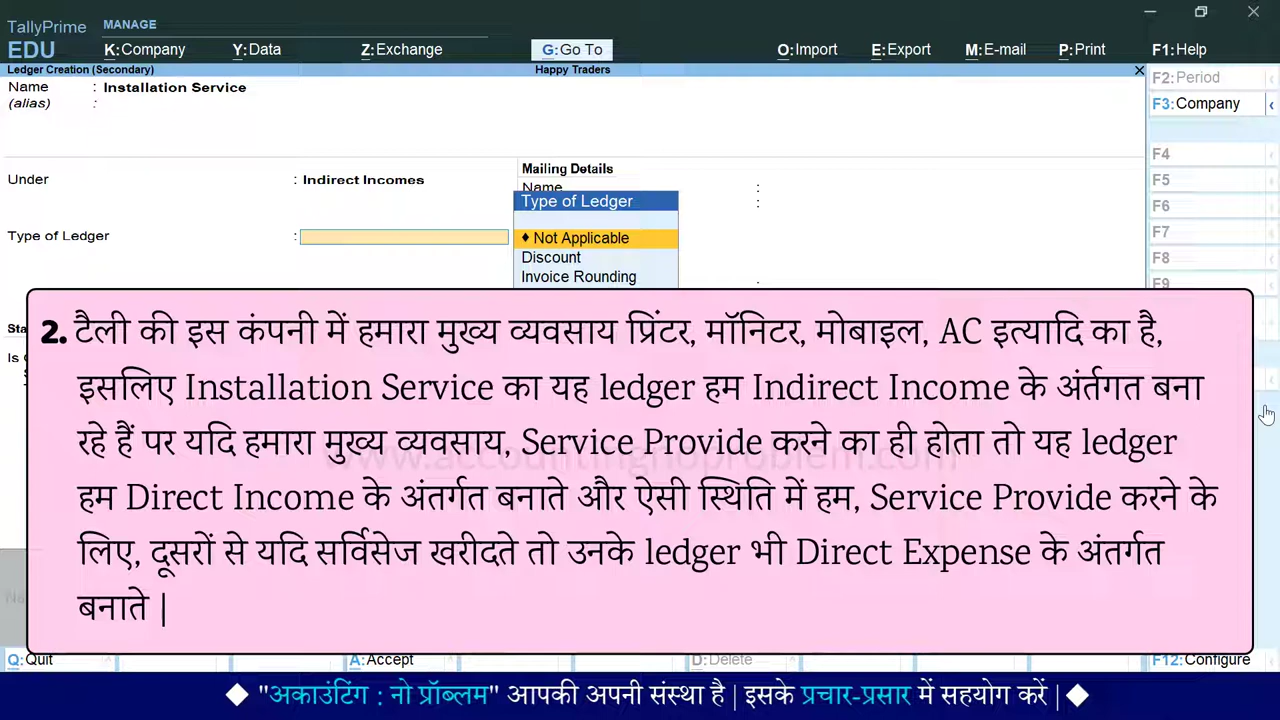 TallyPrime
EDU
MANAGE
K:Company Y:Data Z:Exchange G:Go To O:Import E:Export M:E-mail P:Print F1:Help
Ledger Creation (Secondary) Happy Traders
Name : Installation Service
(alias) :
F2:Period
F3:Company
F4
F5
F6
F7
F8
F9
Mailing Details
Under : Indirect Incomes
Name :
Type of Ledger
:
Type of Ledger :
♦ Not Applicable
Discount
Invoice Rounding
2. टैली की इस कंपनी में हमारा मुख्य व्यवसाय प्रिंटर, मॉनिटर, मोबाइल, AC इत्यादि का है,
इसलिए Installation Service का यह ledger हम Indirect Income के अंर्तगत बना
रहे हैं पर यदि हमारा मुख्य व्यवसाय, Service Provide करने का ही होता तो यह ledger
हम Direct Income के अंतर्गत बनाते और ऐसी स्थिति में हम, Service Provide करने के
लिए, दूसरों से यदि सर्विसेज खरीदते तो उनके ledger भी Direct Expense के अंतर्गत
बनाते |
www.accountingnoproblem.com
Q:Quit A:Accept D:Delete F12:Configure
◆ "अकाउंटिंग : नो प्रॉब्लम" आपकी अपनी संस्था है | इसके प्रचार-प्रसार में सहयोग करें | ◆